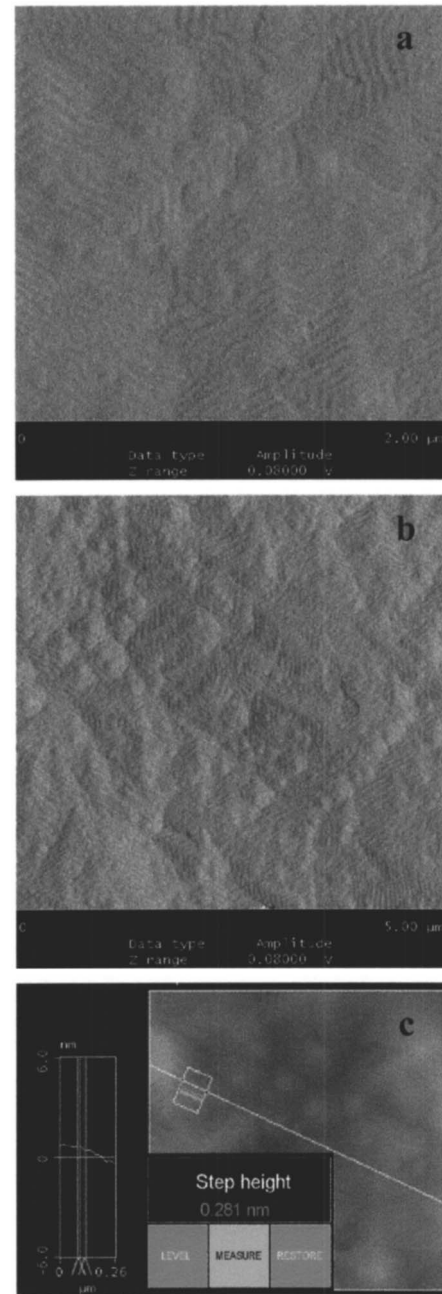 a
0
2.00 μm
Data type Amplitude
Z range 0.08000 V
b
0
5.00 μm
Data type Amplitude
Z range 0.08000 V
c
nm
6.0
0
-6.0
0 0.26
μm
Step height
0.281 nm
LEVEL MEASURE RESTORE